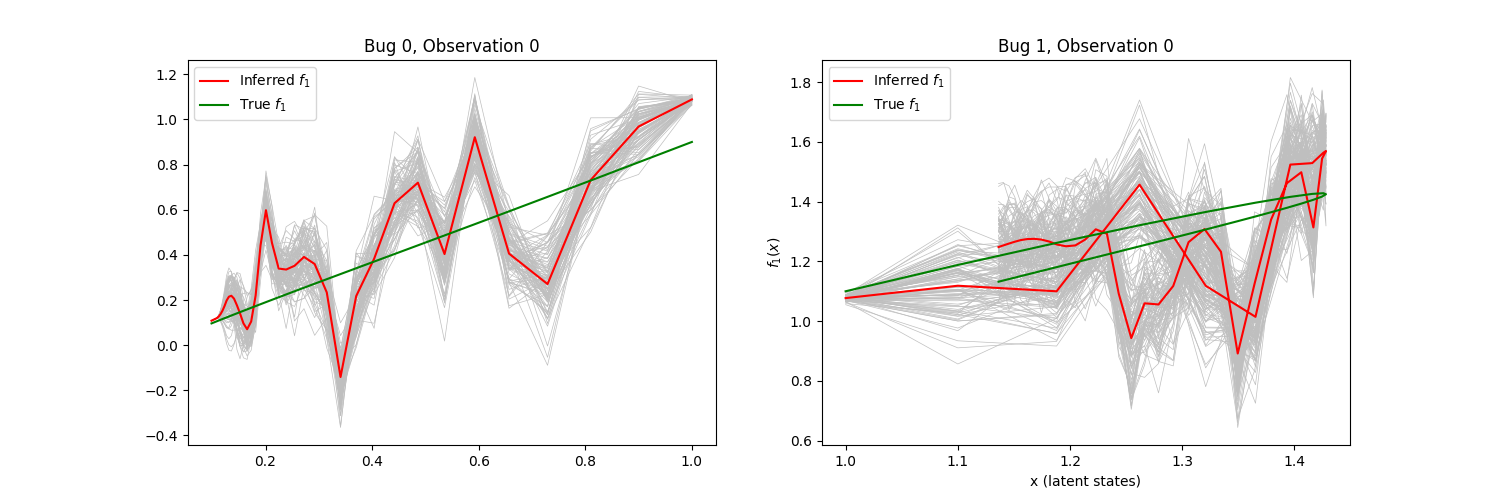 Bug 0, Observation 0
Inferred f₁
True f₁
1.2
1.0
0.8
0.6
0.4
0.2
0.0
−0.2
−0.4
0.2 0.4 0.6 0.8 1.0
Bug 1, Observation 0
Inferred f₁
True f₁
f₁(x)
1.8
1.6
1.4
1.2
1.0
0.8
0.6
1.0 1.1 1.2 1.3 1.4
x (latent states)